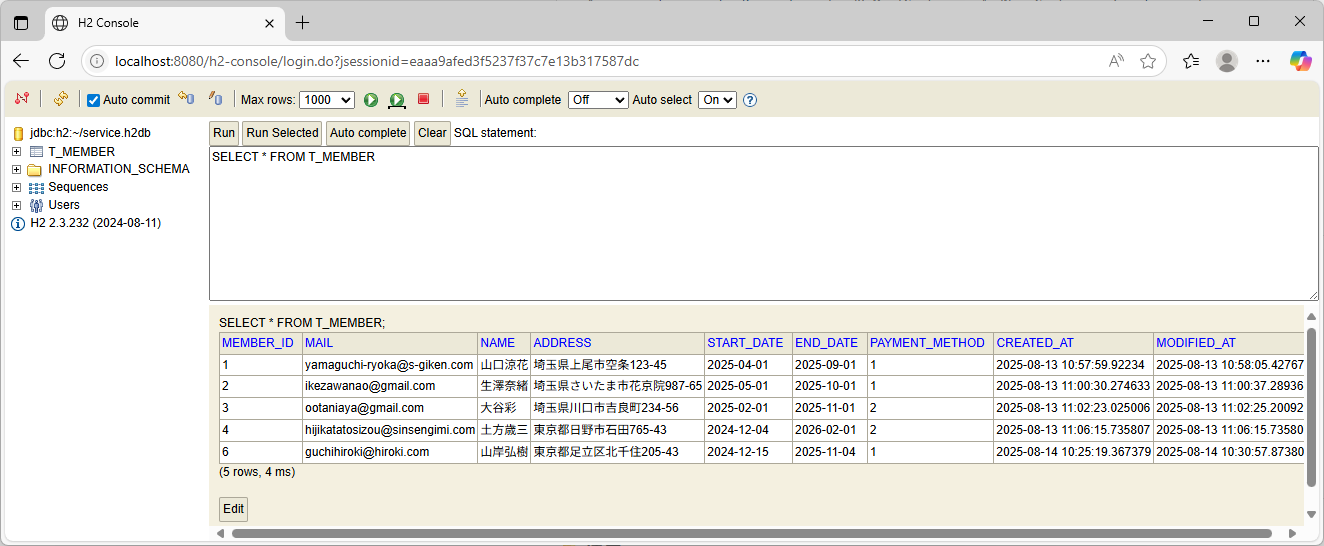 H2 Console
localhost:8080/h2-console/login.do?jsessionid=eaaa9afed3f5237f37c7e13b317587dc
Auto commit Max rows: 1000 Auto complete Off Auto select On
jdbc:h2:~/service.h2db
T_MEMBER
INFORMATION_SCHEMA
Sequences
Users
H2 2.3.232 (2024-08-11)
Run Run Selected Auto complete Clear SQL statement:
SELECT * FROM T_MEMBER
SELECT * FROM T_MEMBER;
MEMBER_ID MAIL NAME ADDRESS START_DATE END_DATE PAYMENT_METHOD CREATED_AT MODIFIED_AT
1 yamaguchi-ryoka@s-giken.com 山口涼花 埼玉県上尾市空条123-45 2025-04-01 2025-09-01 1 2025-08-13 10:57:59.92234 2025-08-13 10:58:05.42767
2 ikezawanao@gmail.com 生澤奈緒 埼玉県さいたま市花京院987-65 2025-05-01 2025-10-01 1 2025-08-13 11:00:30.274633 2025-08-13 11:00:37.28936
3 ootaniaya@gmail.com 大谷彩 埼玉県川口市吉良町234-56 2025-02-01 2025-11-01 2 2025-08-13 11:02:23.025006 2025-08-13 11:02:25.20092
4 hijikatatosizou@sinsengimi.com 土方歳三 東京都日野市石田765-43 2024-12-04 2026-02-01 2 2025-08-13 11:06:15.735807 2025-08-13 11:06:15.73580
6 guchihiroki@hiroki.com 山岸弘樹 東京都足立区北千住205-43 2024-12-15 2025-11-04 1 2025-08-14 10:25:19.367379 2025-08-14 10:30:57.87380
(5 rows, 4 ms)
Edit